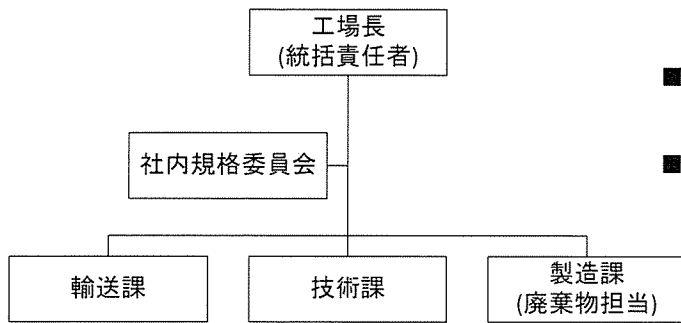 工場長
(統括責任者)
社内規格委員会
輸送課
技術課
製造課
(廃棄物担当)